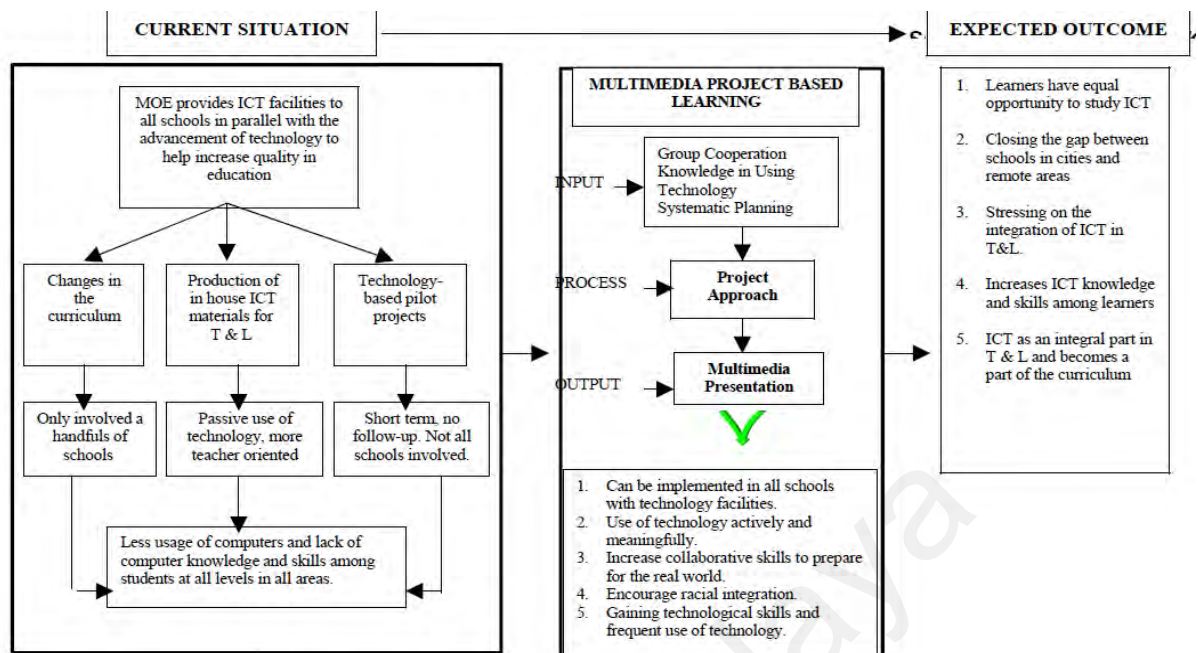 CURRENT SITUATION
EXPECTED OUTCOME
MOE provides ICT facilities to
all schools in parallel with the
advancement of technology to
help increase quality in
education
Changes in
the
curriculum
Production of
in house ICT
materials for
T & L
Technology-
based pilot
projects
Only involved a
handfuls of
schools
Passive use of
technology, more
teacher oriented
Short term, no
follow-up. Not all
schools involved.
Less usage of computers and lack of
computer knowledge and skills among
students at all levels in all areas.
MULTIMEDIA PROJECT BASED
LEARNING
INPUT
Group Cooperation
Knowledge in Using
Technology
Systematic Planning
PROCESS
Project
Approach
OUTPUT
Multimedia
Presentation
1. Can be implemented in all schools
with technology facilities.
2. Use of technology actively and
meaningfully.
3. Increase collaborative skills to prepare
for the real world.
4. Encourage racial integration.
5. Gaining technological skills and
frequent use of technology.
1. Learners have equal
opportunity to study ICT
2. Closing the gap between
schools in cities and
remote areas
3. Stressing on the
integration of ICT in
T&L.
4. Increases ICT knowledge
and skills among learners
5. ICT as an integral part in
T & L and becomes a
part of the curriculum
aya